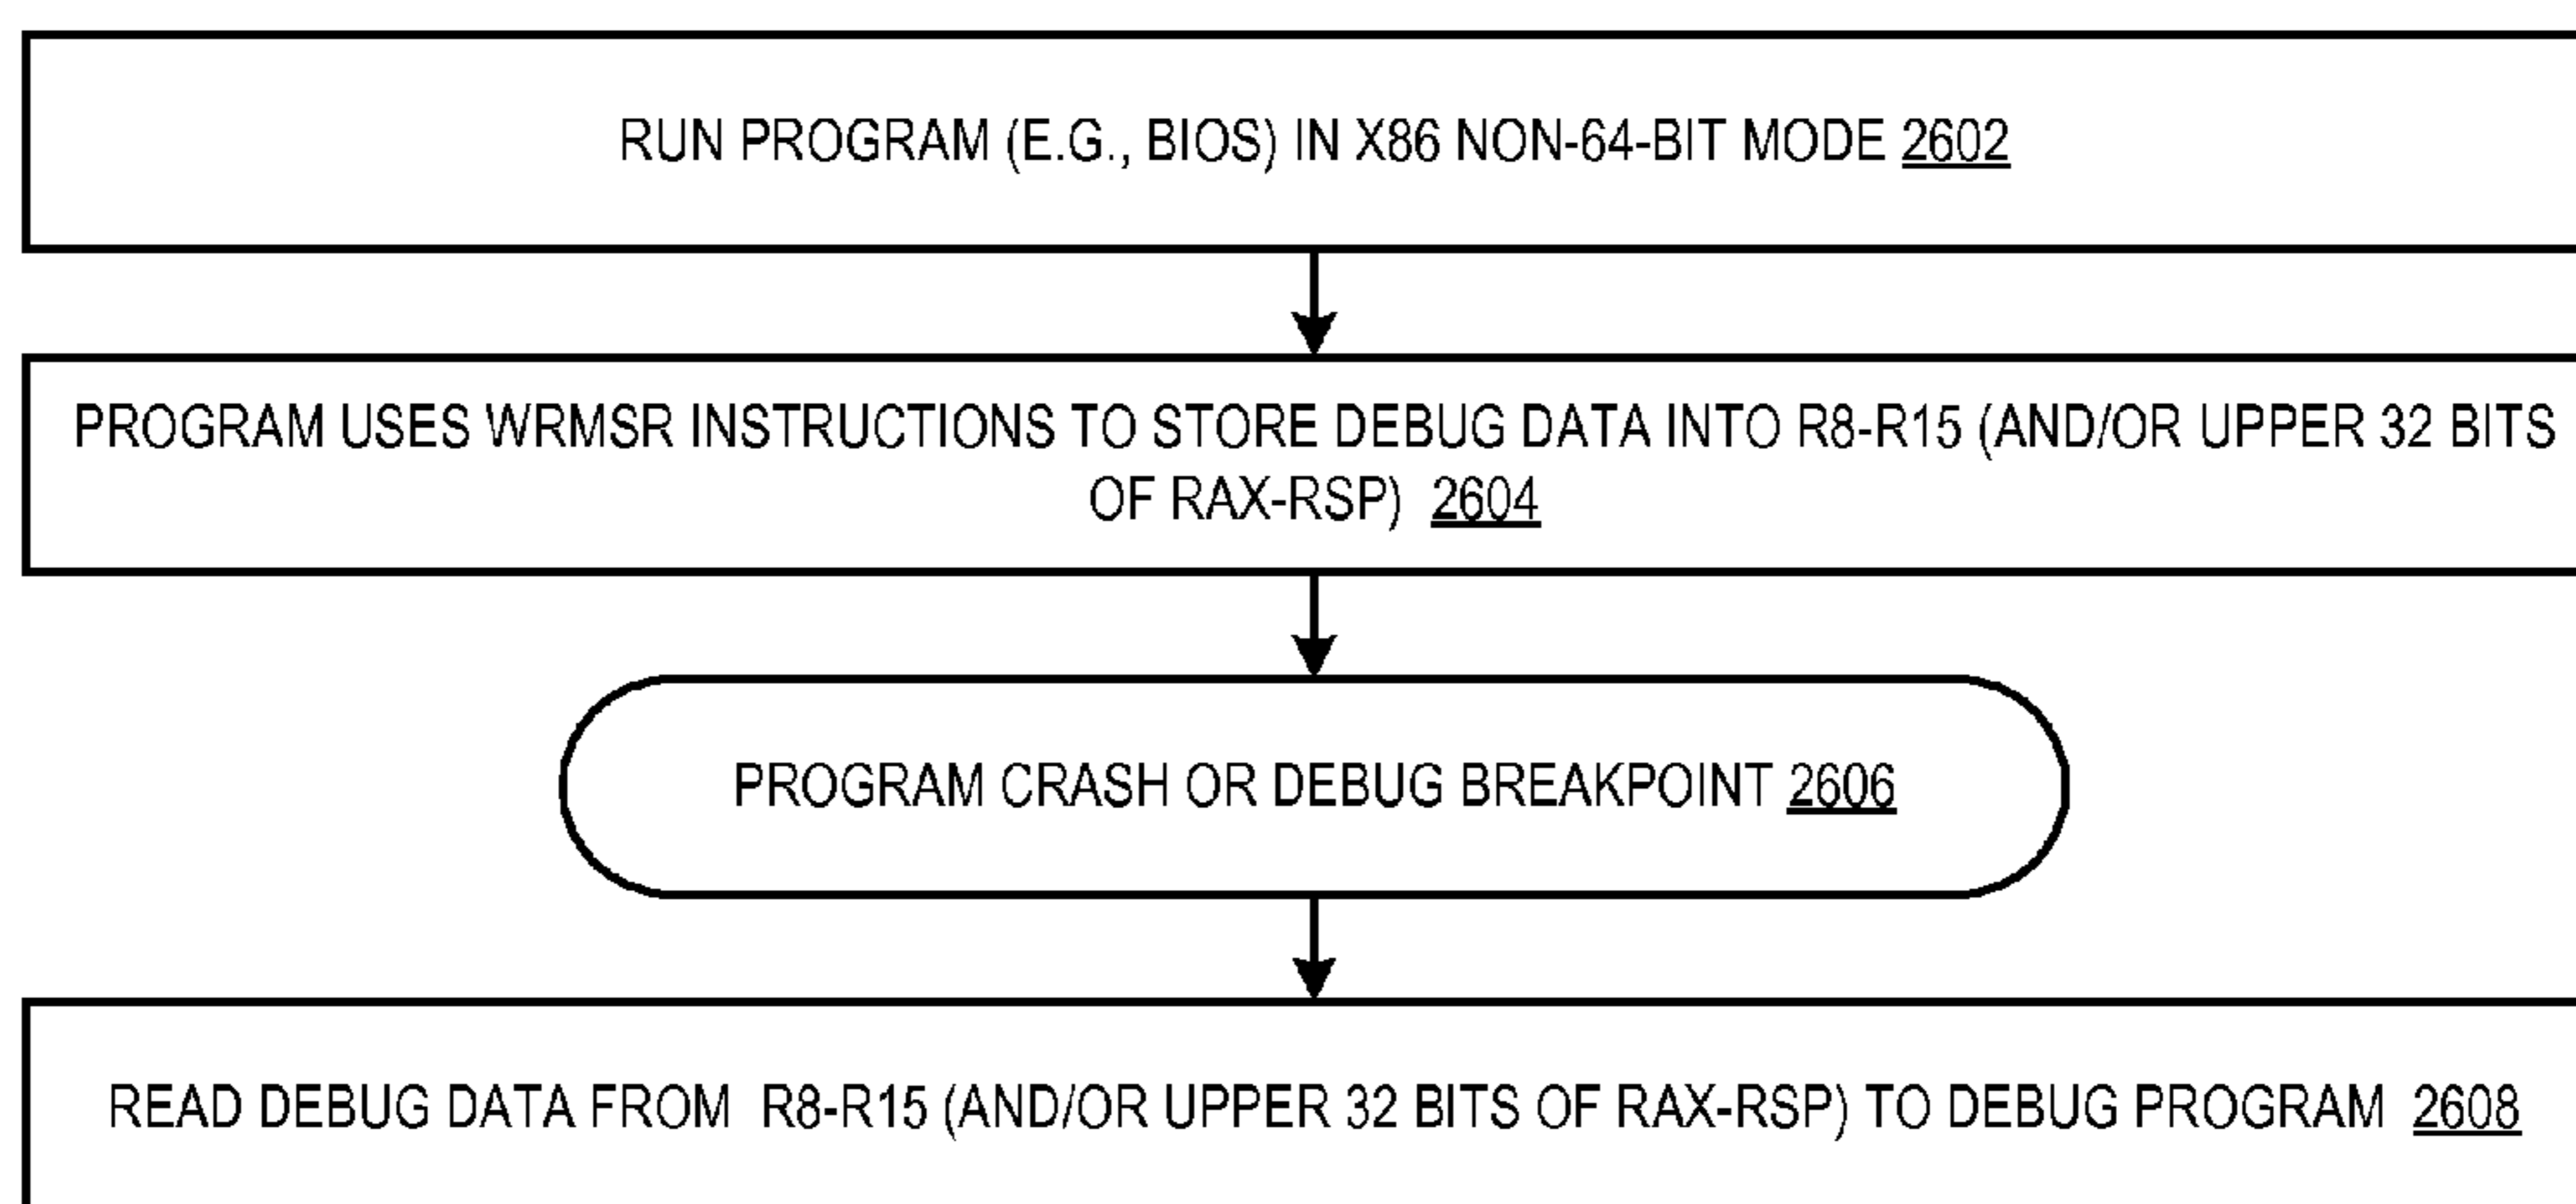 RUN PROGRAM (E.G., BIOS) IN X86 NON-64-BIT MODE 2602
PROGRAM USES WRMSR INSTRUCTIONS TO STORE DEBUG DATA INTO R8-R15 (AND/OR UPPER 32 BITS
OF RAX-RSP) 2604
PROGRAM CRASH OR DEBUG BREAKPOINT 2606
READ DEBUG DATA FROM R8-R15 (AND/OR UPPER 32 BITS OF RAX-RSP) TO DEBUG PROGRAM 2608